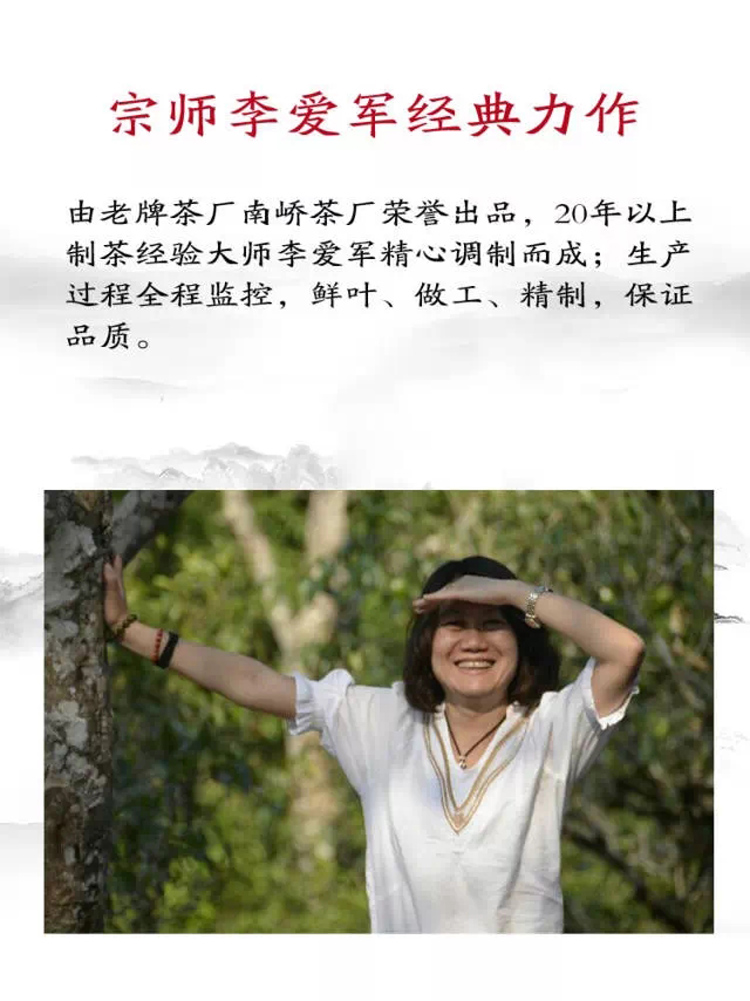 宗师李爱军经典力作
由老牌茶厂南峤茶厂荣誉出品，20年以上
制茶经验大师李爱军精心调制而成；生产
过程全程监控，鲜叶、做工、精制，保证
品质。